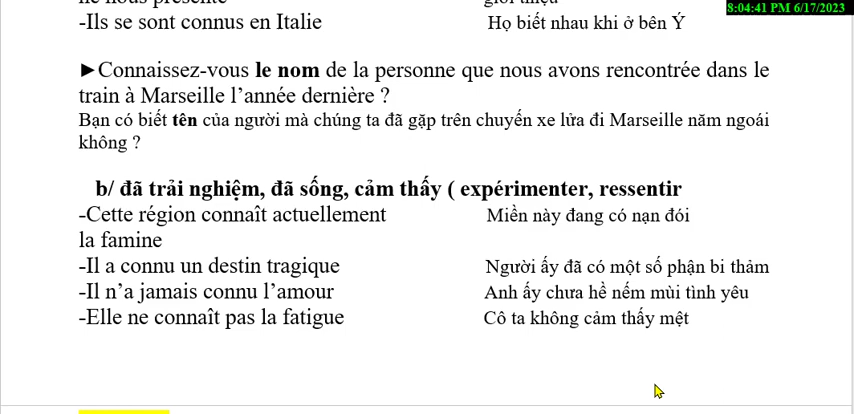 8:04:41 PM 6/17/2023
-Ils se sont connus en Italie Họ biết nhau khi ở bên Ý
►Connaissez-vous le nom de la personne que nous avons rencontrée dans le
train à Marseille l’année dernière ?
Bạn có biết tên của người mà chúng ta đã gặp trên chuyến xe lửa đi Marseille năm ngoái
không ?
b/ đã trải nghiệm, đã sống, cảm thấy ( expérimenter, ressentir
-Cette région connaît actuellement Miền này đang có nạn đói
la famine
-Il a connu un destin tragique Người ấy đã có một số phận bi thảm
-Il n’a jamais connu l’amour Anh ấy chưa hề nếm mùi tình yêu
-Elle ne connaît pas la fatigue Cô ta không cảm thấy mệt